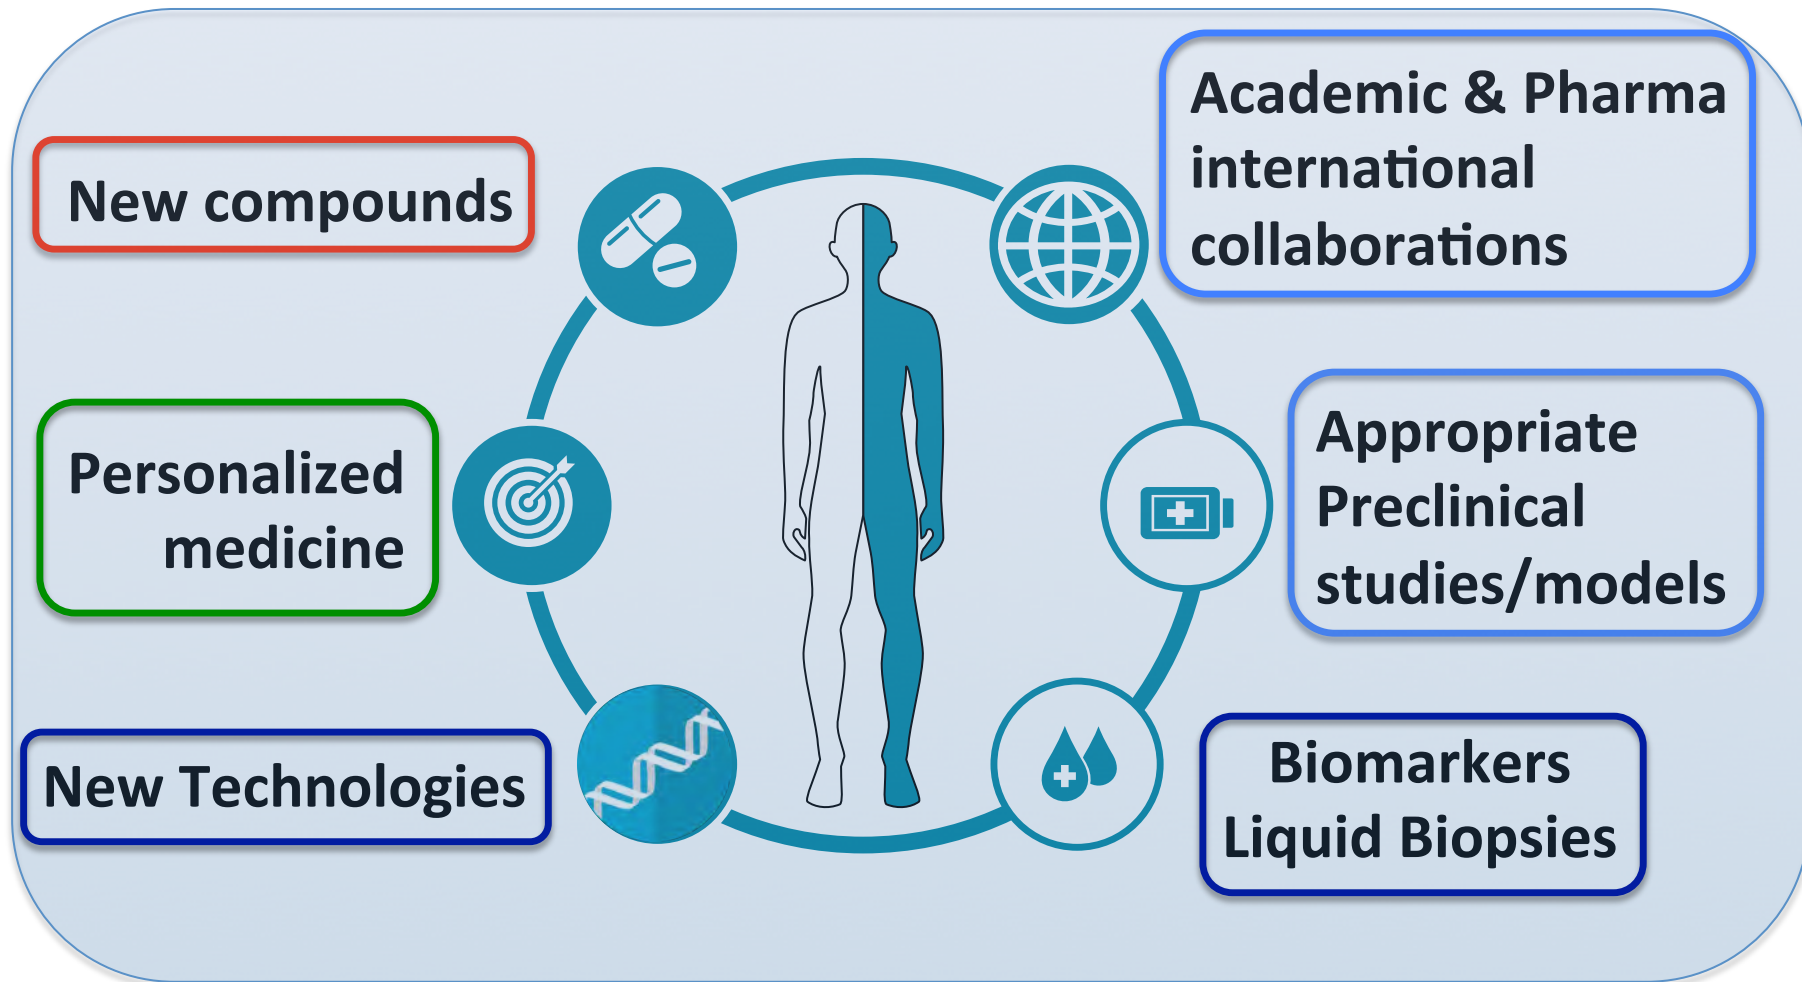 New compounds
Academic & Pharma
international
collaborations
Personalized
medicine
Appropriate
Preclinical
studies/models
New Technologies
Biomarkers
Liquid Biopsies